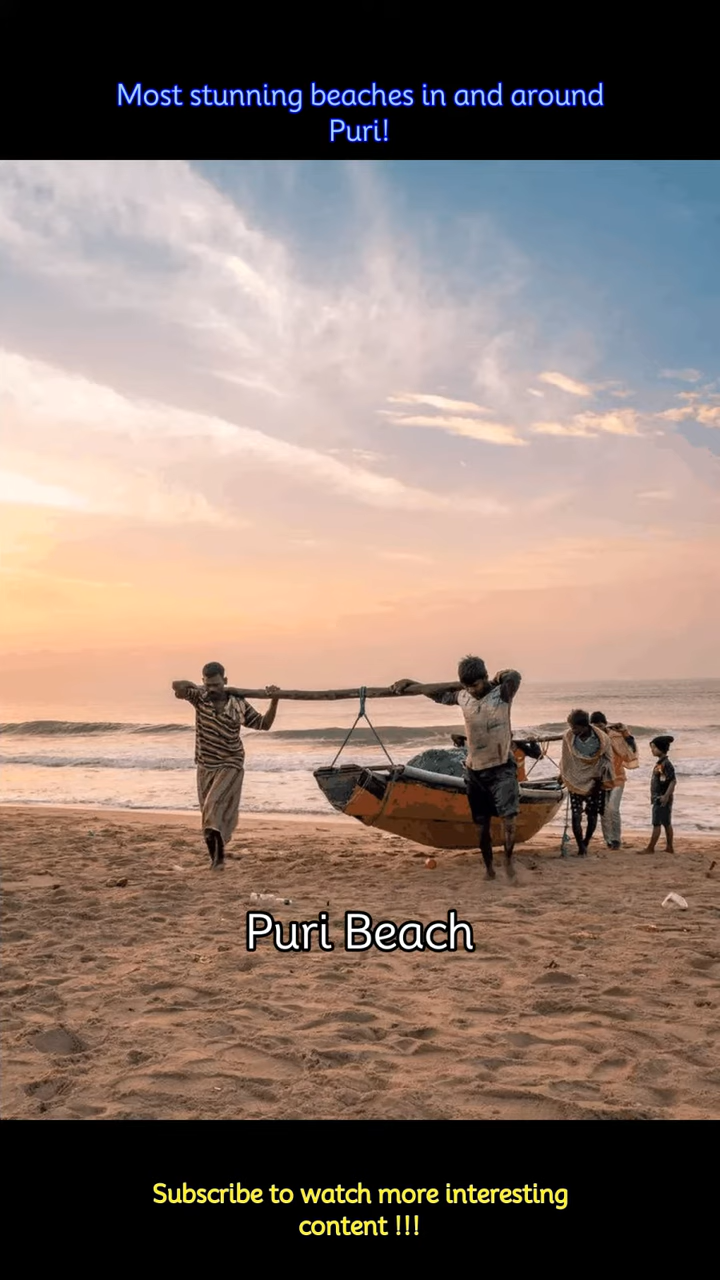 Most stunning beaches in and around
Puri!
Puri Beach
Subscribe to watch more interesting
content !!!